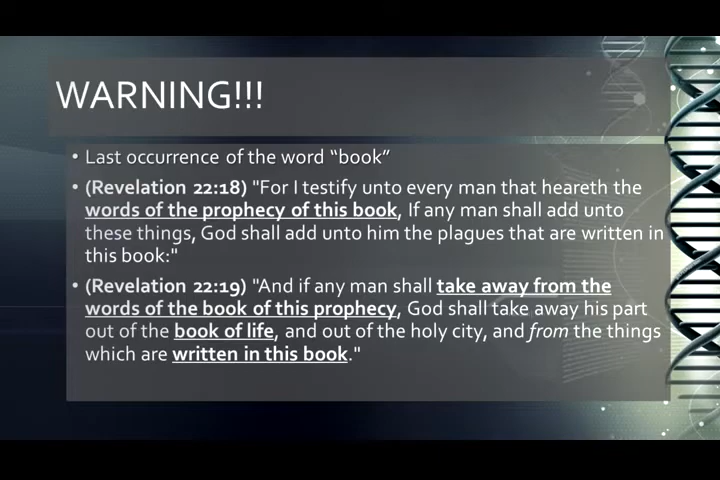 WARNING!!!
• Last occurrence of the word “book”
• (Revelation 22:18) "For I testify unto every man that heareth the
words of the prophecy of this book, If any man shall add unto
these things, God shall add unto him the plagues that are written in
this book:"
• (Revelation 22:19) "And if any man shall take away from the
words of the book of this prophecy, God shall take away his part
out of the book of life, and out of the holy city, and from the things
which are written in this book."